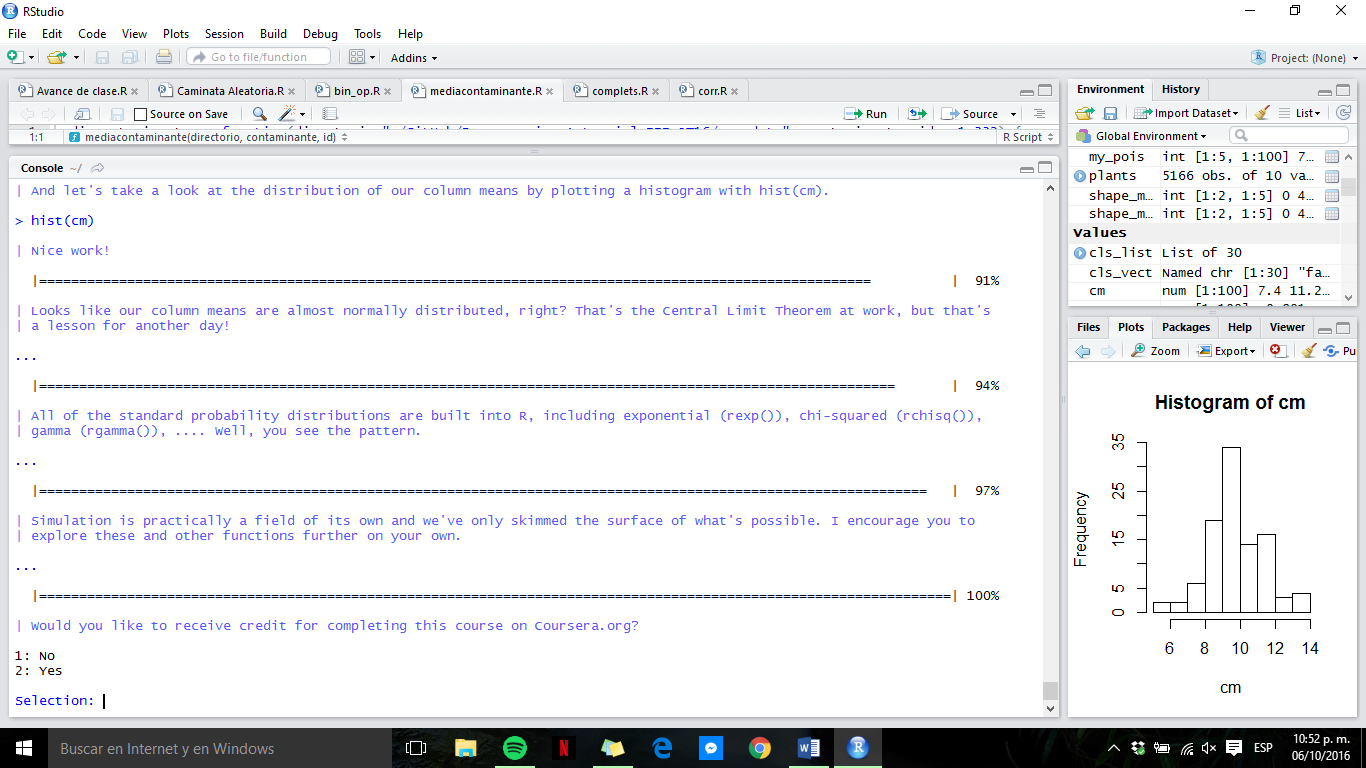 RStudio
File Edit Code View Plots Session Build Debug Tools Help
Go to file/function Addins Project: (None)
Avance de clase.R Caminata Aleatoria.R bin_op.R mediacontaminante.R complets.R corr.R
Source on Save Run Source
1:1 mediacontaminante(directorio, contaminante, id) R Script
Console ~/
| And let's take a look at the distribution of our column means by plotting a histogram with hist(cm).
> hist(cm)
| Nice work!
|=======================================================================================================          |  91%
| Looks like our column means are almost normally distributed, right? That's the Central Limit Theorem at work, but that's
| a lesson for another day!
...
|==========================================================================================================       |  94%
| All of the standard probability distributions are built into R, including exponential (rexp()), chi-squared (rchisq()),
| gamma (rgamma()), .... Well, you see the pattern.
...
|==============================================================================================================   |  97%
| Simulation is practically a field of its own and we've only skimmed the surface of what's possible. I encourage you to
| explore these and other functions further on your own.
...
|=================================================================================================================| 100%
| Would you like to receive credit for completing this course on Coursera.org?
1: No
2: Yes
Selection:
Environment History
Import Dataset List
Global Environment
my_pois int [1:5, 1:100] 7...
plants 5166 obs. of 10 va...
shape_m... int [1:2, 1:5] 0 4...
shape_m... int [1:2, 1:5] 0 4...
Values
cls_list List of 30
cls_vect Named chr [1:30] "fa...
cm num [1:100] 7.4 11.2...
Files Plots Packages Help Viewer
Zoom Export Pu
Histogram of cm
Frequency
35
25
15
5
0
6 8 10 12 14
cm
Buscar en Internet y en Windows
ESP
10:52 p. m.
06/10/2016